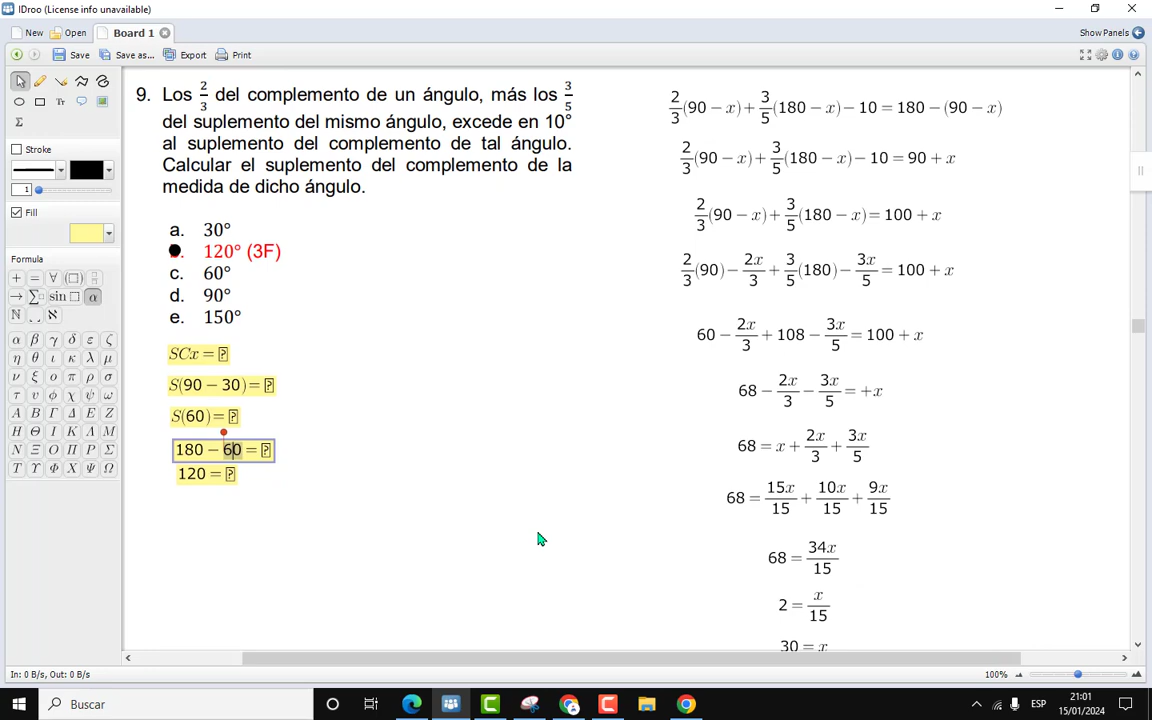 IDroo (License info unavailable)
New Open Board 1 Show Panels
Save Save as... Export Print
Tr
Σ
Stroke
1
Fill
Formula
+ = ∀ (□)
→ Σ sin □ α
ℕ ,. ℵ
α β γ δ ε ζ
η θ ι κ λ μ
ν ξ ο π ρ σ
τ υ φ χ ψ ω
Α Β Γ Δ Ε Ζ
Η Θ Ι Κ Λ Μ
Ν Ξ Ο Π Ρ Σ
Τ Υ Φ Χ Ψ Ω
9. Los 2/3 del complemento de un ángulo, más los 3/5
del suplemento del mismo ángulo, excede en 10°
al suplemento del complemento de tal ángulo.
Calcular el suplemento del complemento de la
medida de dicho ángulo.
a. 30°
120° (3F)
c. 60°
d. 90°
e. 150°
SCx = ?
S(90 − 30) = ?
S(60) = ?
180 − 60 = ?
120 = ?
2/3(90 − x) + 3/5(180 − x) − 10 = 180 − (90 − x)
2/3(90 − x) + 3/5(180 − x) − 10 = 90 + x
2/3(90 − x) + 3/5(180 − x) = 100 + x
2/3(90) − 2x/3 + 3/5(180) − 3x/5 = 100 + x
60 − 2x/3 + 108 − 3x/5 = 100 + x
68 − 2x/3 − 3x/5 = +x
68 = x + 2x/3 + 3x/5
68 = 15x/15 + 10x/15 + 9x/15
68 = 34x/15
2 = x/15
30 = x
In: 0 B/s, Out: 0 B/s 100%
Buscar ESP 21:01
15/01/2024